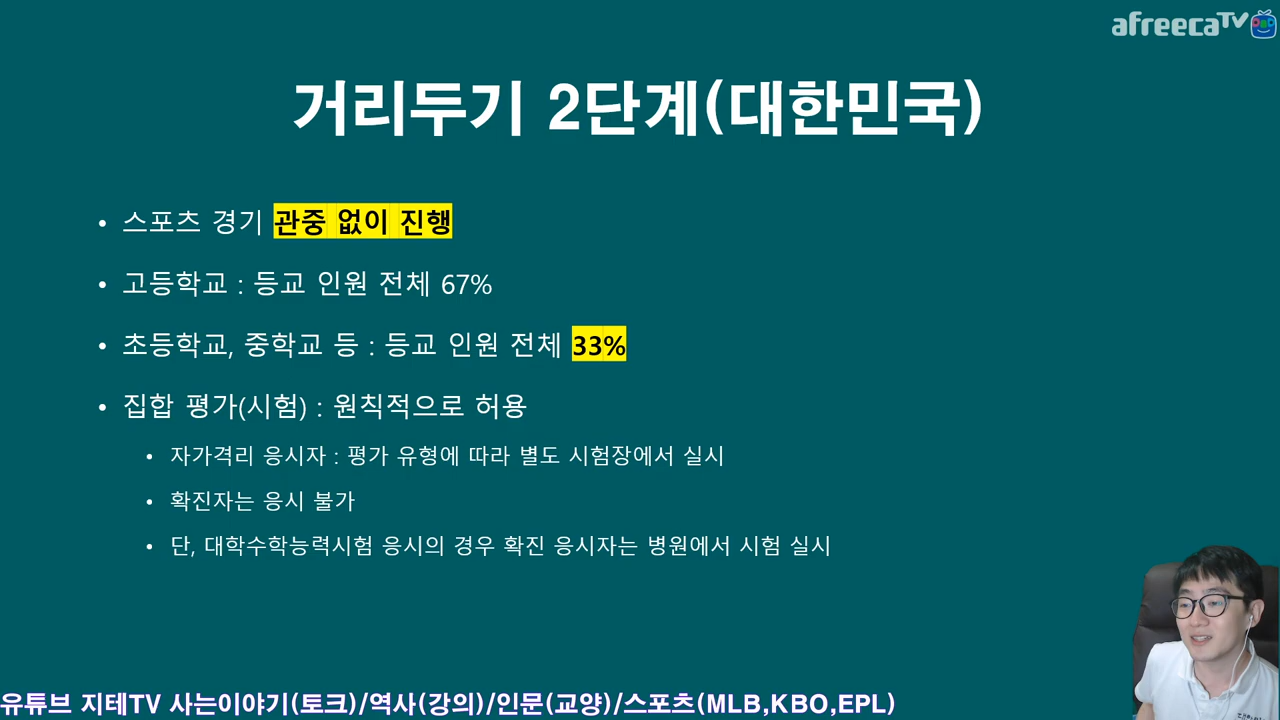 afreecaTV
거리두기 2단계(대한민국)
• 스포츠 경기 관중 없이 진행
• 고등학교 : 등교 인원 전체 67%
• 초등학교, 중학교 등 : 등교 인원 전체 33%
• 집합 평가(시험) : 원칙적으로 허용
• 자가격리 응시자 : 평가 유형에 따라 별도 시험장에서 실시
• 확진자는 응시 불가
• 단, 대학수학능력시험 응시의 경우 확진 응시자는 병원에서 시험 실시
유튜브 지테TV 사는이야기(토크)/역사(강의)/인문(교양)/스포츠(MLB,KBO,EPL)